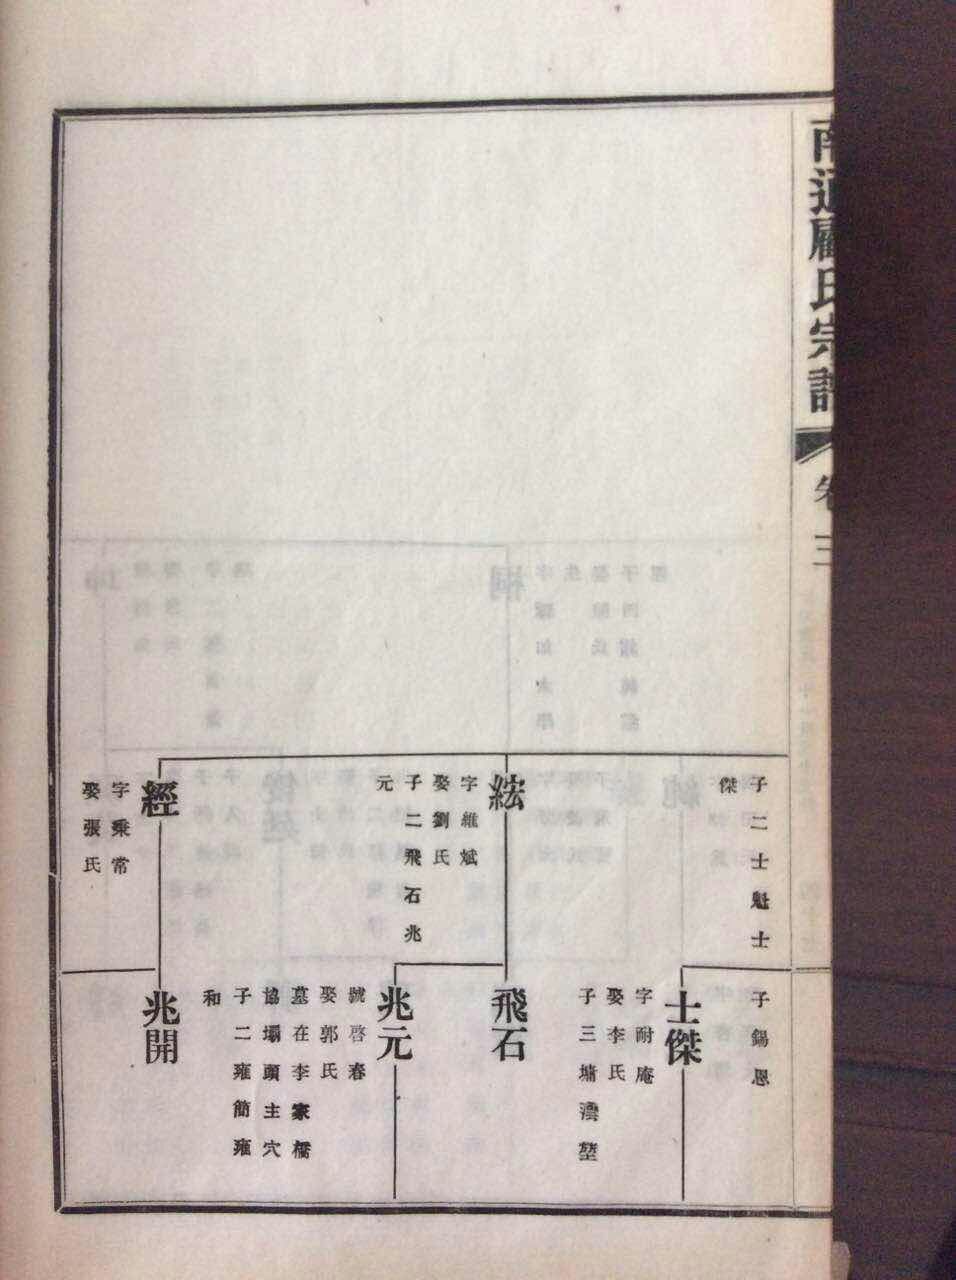 南通顧氏宗譜
卷三
子二士魁士
傑
絃
字維斌
娶劉氏
子二飛石兆
元
經
字秉常
娶張氏
子錫恩
士傑
字耐庵
娶李氏
子三墉澐堃
飛石
兆元
號啓春
娶郭氏
墓在李家橋
協壩頭主穴
子二雍簡雍
和
兆開